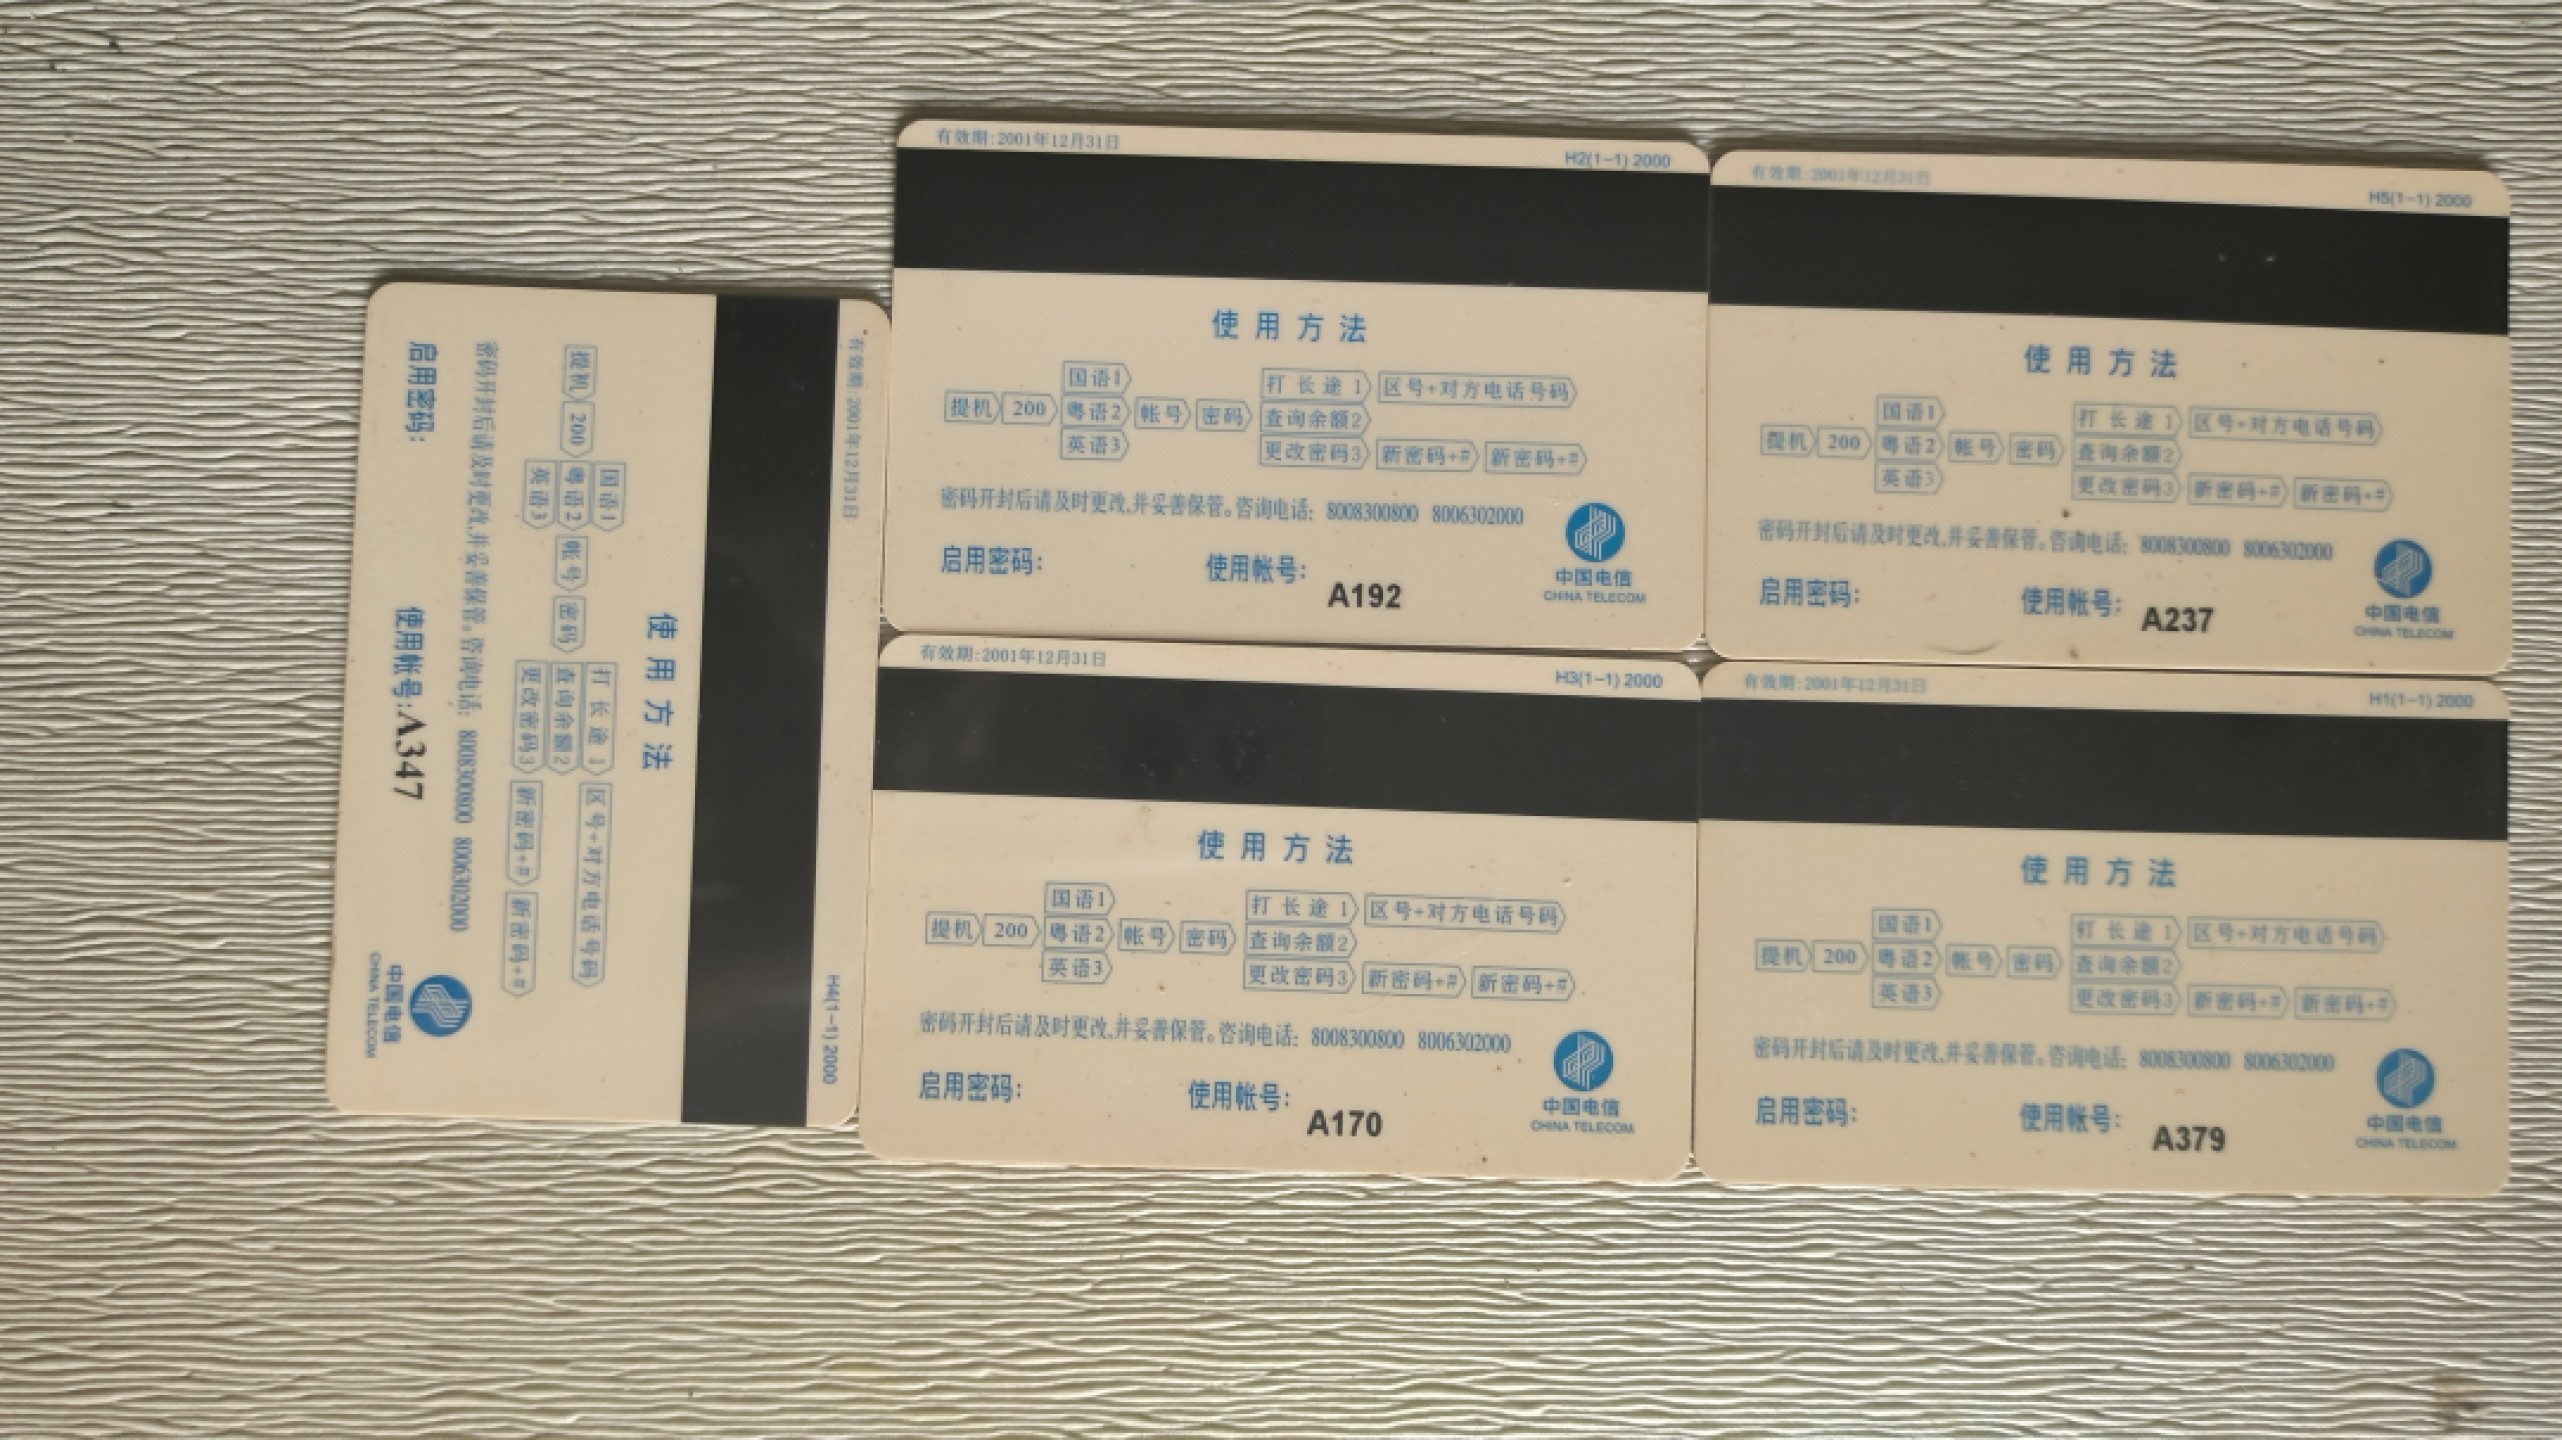 有效期:2001年12月31日
H4(1-1) 2000
使用方法
国语1
打长途1 区号+对方电话号码
提机 200 粤语2 帐号 密码 查询余额2
英语3
更改密码3 新密码+# 新密码+#
密码开封后请及时更改,并妥善保管。咨询电话: 8008300800 8006302000
启用密码:
使用帐号:A347
中国电信
CHINA TELECOM
有效期:2001年12月31日
H2(1-1) 2000
使用方法
国语1
打长途1 区号+对方电话号码
提机 200 粤语2 帐号 密码 查询余额2
英语3
更改密码3 新密码+# 新密码+#
密码开封后请及时更改,并妥善保管。咨询电话: 8008300800 8006302000
启用密码:
使用帐号: A192
中国电信
CHINA TELECOM
有效期:2001年12月31日
H5(1-1) 2000
使用方法
国语1
打长途1 区号+对方电话号码
提机 200 粤语2 帐号 密码 查询余额2
英语3
更改密码3 新密码+# 新密码+#
密码开封后请及时更改,并妥善保管。咨询电话: 8008300800 8006302000
启用密码:
使用帐号: A237
中国电信
CHINA TELECOM
有效期:2001年12月31日
H3(1-1) 2000
使用方法
国语1
打长途1 区号+对方电话号码
提机 200 粤语2 帐号 密码 查询余额2
英语3
更改密码3 新密码+# 新密码+#
密码开封后请及时更改,并妥善保管。咨询电话: 8008300800 8006302000
启用密码:
使用帐号: A170
中国电信
CHINA TELECOM
有效期:2001年12月31日
H1(1-1) 2000
使用方法
国语1
打长途1 区号+对方电话号码
提机 200 粤语2 帐号 密码 查询余额2
英语3
更改密码3 新密码+# 新密码+#
密码开封后请及时更改,并妥善保管。咨询电话: 8008300800 8006302000
启用密码:
使用帐号: A379
中国电信
CHINA TELECOM